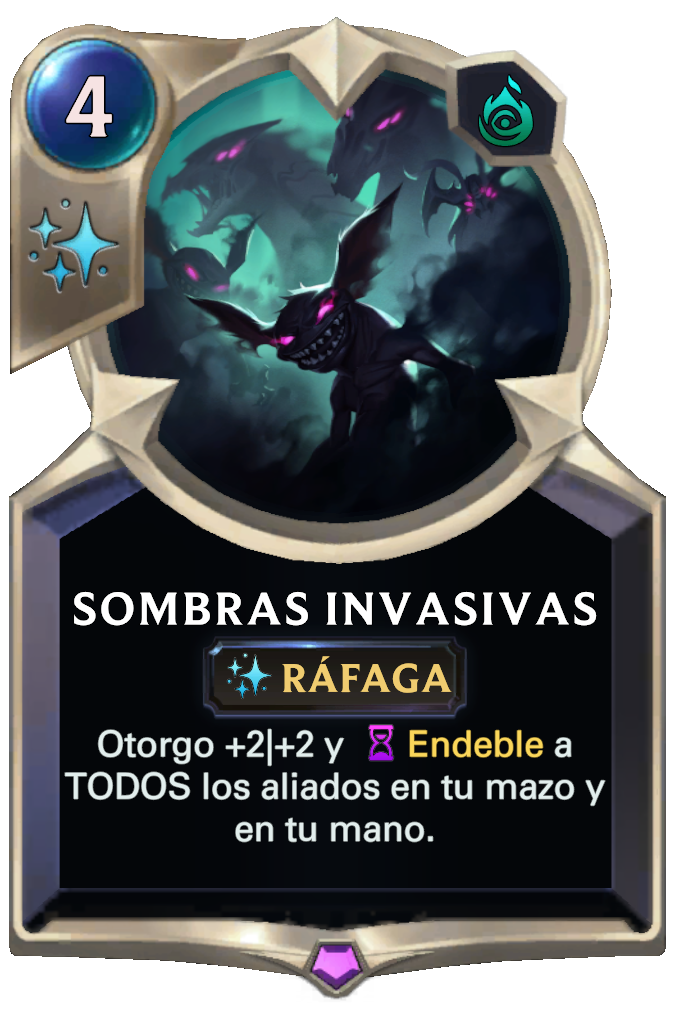 4
SOMBRAS INVASIVAS
RÁFAGA
Otorgo +2|+2 y Endeble a
TODOS los aliados en tu mazo y
en tu mano.